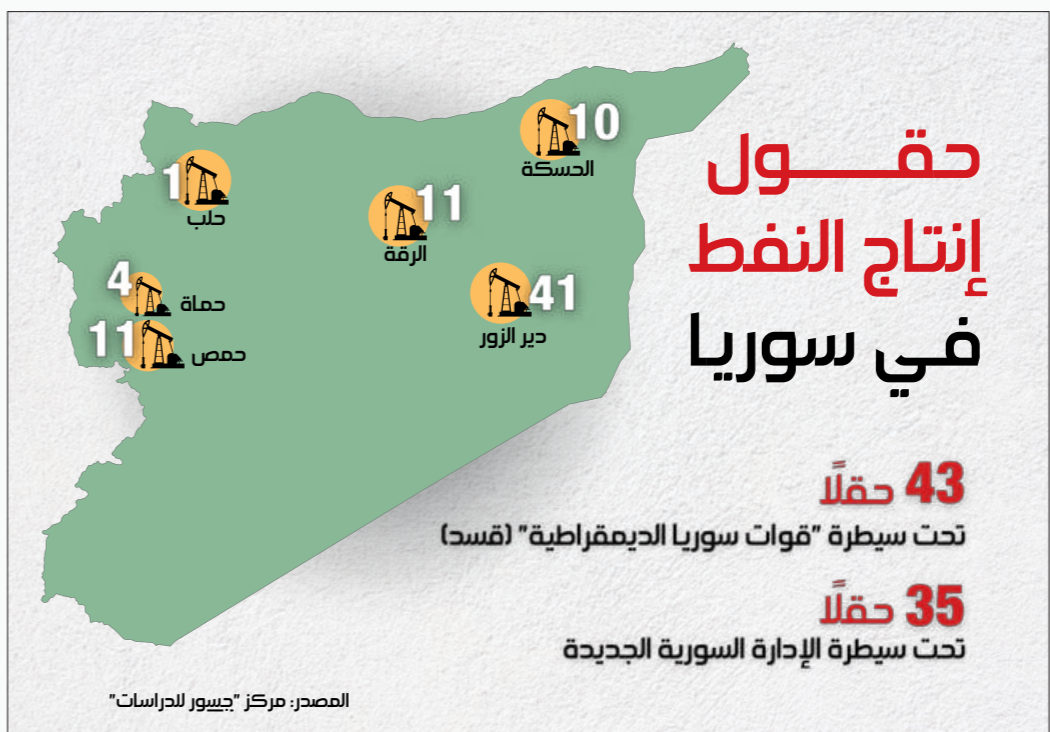 حقول
إنتاج النفط
في سوريا
10
الحسكة
1
حلب
11
الرقة
41
دير الزور
4
حماة
11
حمص
43 حقلًا
تحت سيطرة "قوات سوريا الديمقراطية" (قسد)
35 حقلًا
تحت سيطرة الإدارة السورية الجديدة
المصدر: مركز "جسور للدراسات"